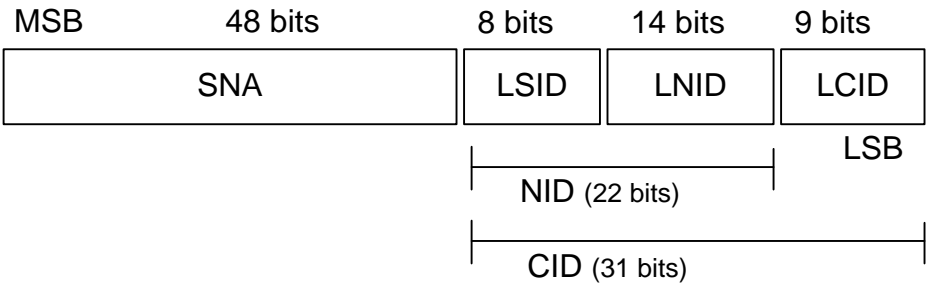 MSB 48 bits 8 bits 14 bits 9 bits
SNA LSID LNID LCID
LSB
NID (22 bits)
CID (31 bits)